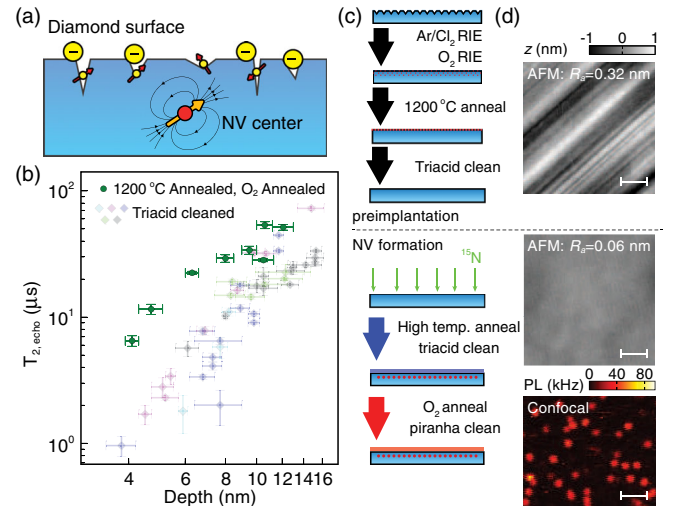 (a)
Diamond surface
NV center
(b)
10²
10¹
10⁰
T2,echo (μs)
1200 °C Annealed, O₂ Annealed
Triacid cleaned
4 6 8 10 12 14 16
Depth (nm)
(c)
Ar/Cl₂ RIE
O₂ RIE
1200 °C anneal
Triacid clean
preimplantation
NV formation
¹⁵N
High temp. anneal
triacid clean
O₂ anneal
piranha clean
(d)
z (nm)
-1 0 1
AFM: Rₐ=0.32 nm
AFM: Rₐ=0.06 nm
PL (kHz)
0 40 80
Confocal